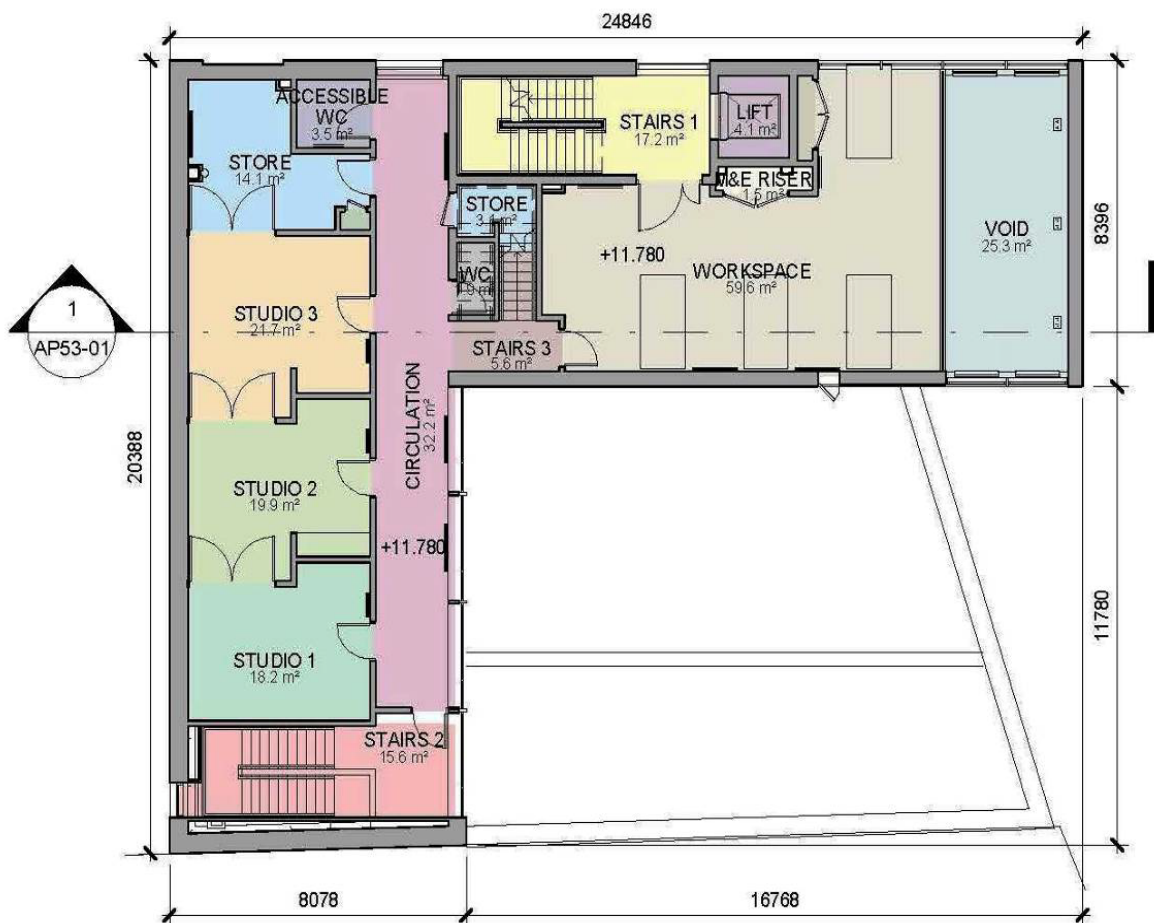 24846
ACCESSIBLE
WC
3.5 m²
STORE
14.1 m²
STAIRS 1
17.2 m²
LIFT
4.1 m²
M&E RISER
1.5 m²
STORE
VOID
25.3 m²
8396
+11.780
WORKSPACE
59.6 m²
WC
1
AP53-01
STUDIO 3
21.7 m²
STAIRS 3
5.6 m²
CIRCULATION
32.2 m²
20388
STUDIO 2
19.9 m²
+11.780
11780
STUDIO 1
18.2 m²
STAIRS 2
15.6 m²
8078
16768